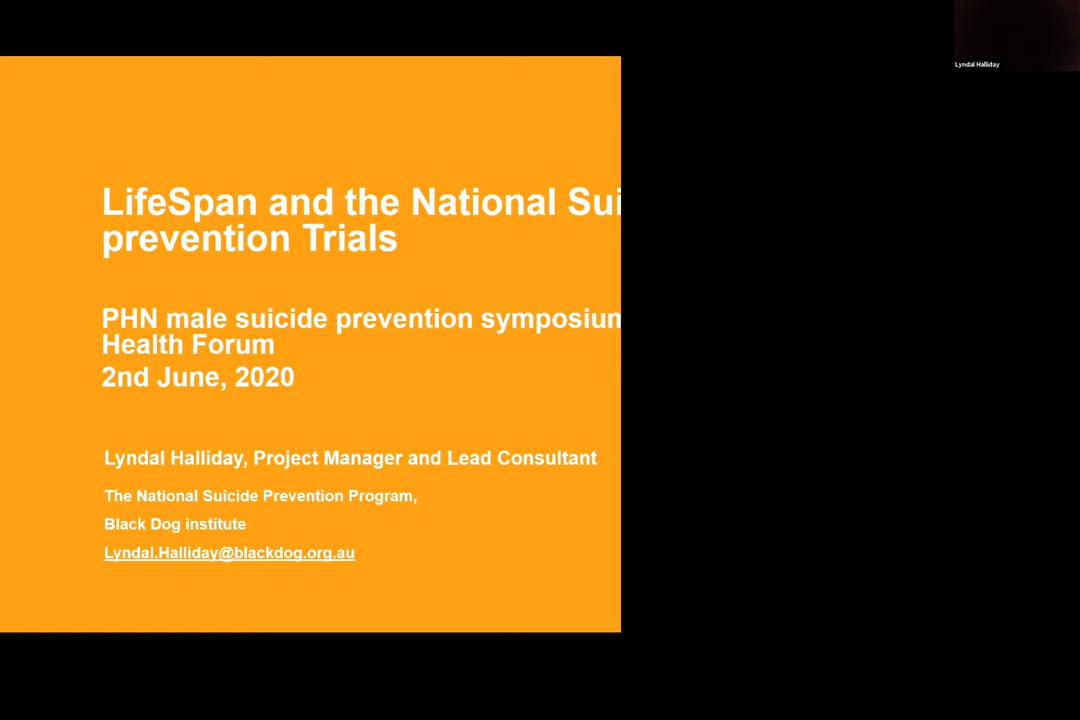 Lyndal Halliday
LifeSpan and the National Sui
prevention Trials
PHN male suicide prevention symposium
Health Forum
2nd June, 2020
Lyndal Halliday, Project Manager and Lead Consultant
The National Suicide Prevention Program,
Black Dog institute
Lyndal.Halliday@blackdog.org.au